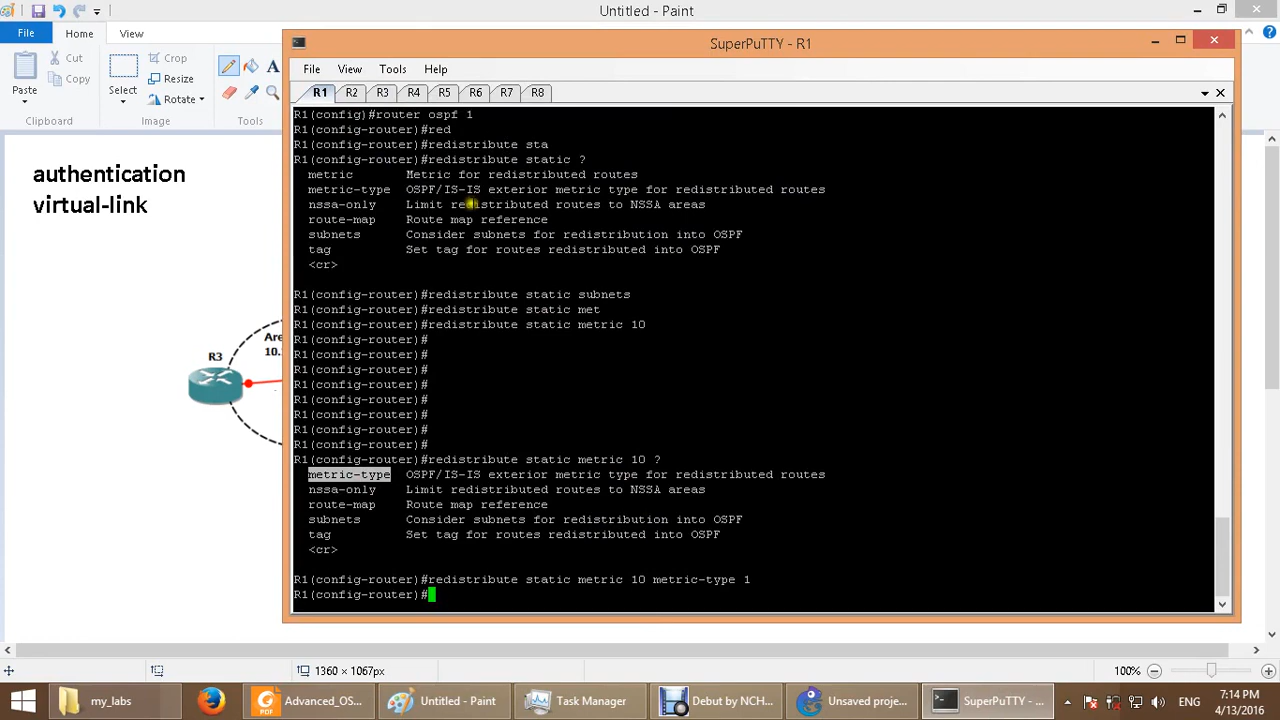 Untitled - Paint
File
Home
View
Paste
Cut
Copy
Clipboard
Select
Crop
Resize
Rotate
Image
A
Tools
authentication
virtual-link
R3
Are
10.
SuperPuTTY - R1
File View Tools Help
R1 R2 R3 R4 R5 R6 R7 R8
R1(config)#router ospf 1
R1(config-router)#red
R1(config-router)#redistribute sta
R1(config-router)#redistribute static ?
metric Metric for redistributed routes
metric-type OSPF/IS-IS exterior metric type for redistributed routes
nssa-only Limit redistributed routes to NSSA areas
route-map Route map reference
subnets Consider subnets for redistribution into OSPF
tag Set tag for routes redistributed into OSPF
<cr>
R1(config-router)#redistribute static subnets
R1(config-router)#redistribute static met
R1(config-router)#redistribute static metric 10
R1(config-router)#
R1(config-router)#
R1(config-router)#
R1(config-router)#
R1(config-router)#
R1(config-router)#
R1(config-router)#
R1(config-router)#
R1(config-router)#redistribute static metric 10 ?
metric-type OSPF/IS-IS exterior metric type for redistributed routes
nssa-only Limit redistributed routes to NSSA areas
route-map Route map reference
subnets Consider subnets for redistribution into OSPF
tag Set tag for routes redistributed into OSPF
<cr>
R1(config-router)#redistribute static metric 10 metric-type 1
R1(config-router)#
1360 × 1067px
100%
my_labs
Advanced_OS...
PDF
Untitled - Paint
Task Manager
Debut by NCH...
Unsaved proje...
SuperPuTTY - ...
ENG
7:14 PM
4/13/2016